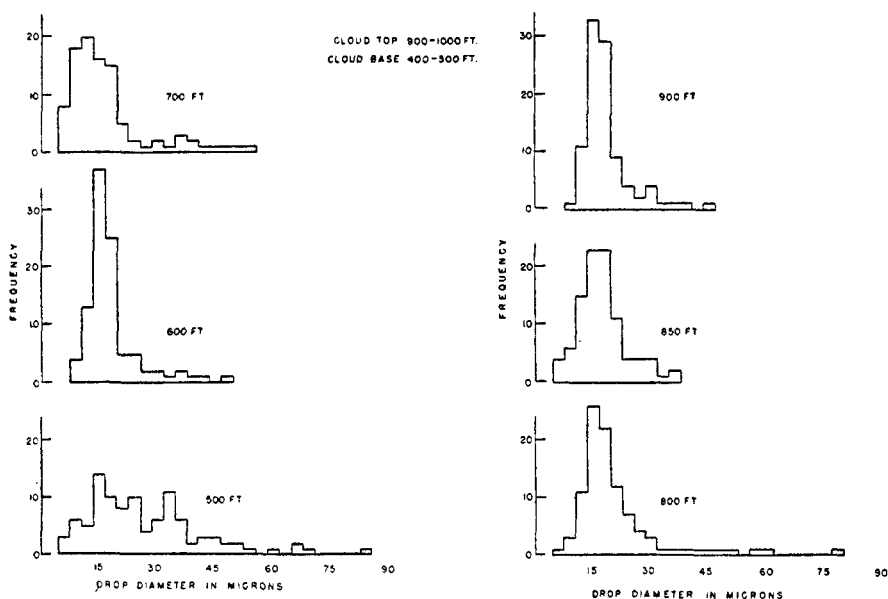 CLOUD TOP 900-1000 FT.
CLOUD BASE 400-500 FT.
20
10
0
700 FT
30
20
10
0
600 FT
FREQUENCY
20
10
0
500 FT
15 30 45 60 75 90
DROP DIAMETER IN MICRONS
30
20
10
0
900 FT
FREQUENCY
20
10
0
850 FT
20
10
0
800 FT
15 30 45 60 75 90
DROP DIAMETER IN MICRONS